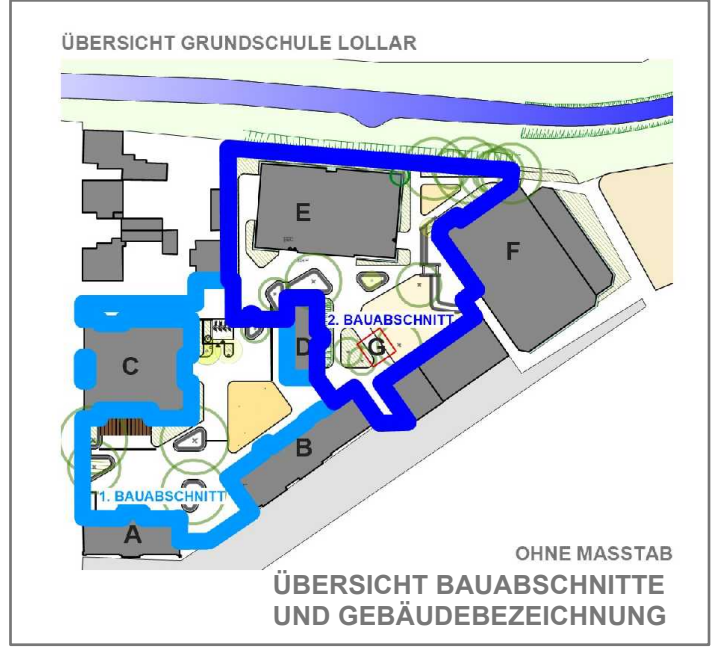 ÜBERSICHT GRUNDSCHULE LOLLAR
E
F
2. BAUABSCHNITT
G
D
C
B
1. BAUABSCHNITT
A
OHNE MASSTAB
ÜBERSICHT BAUABSCHNITTE
UND GEBÄUDEBEZEICHNUNG